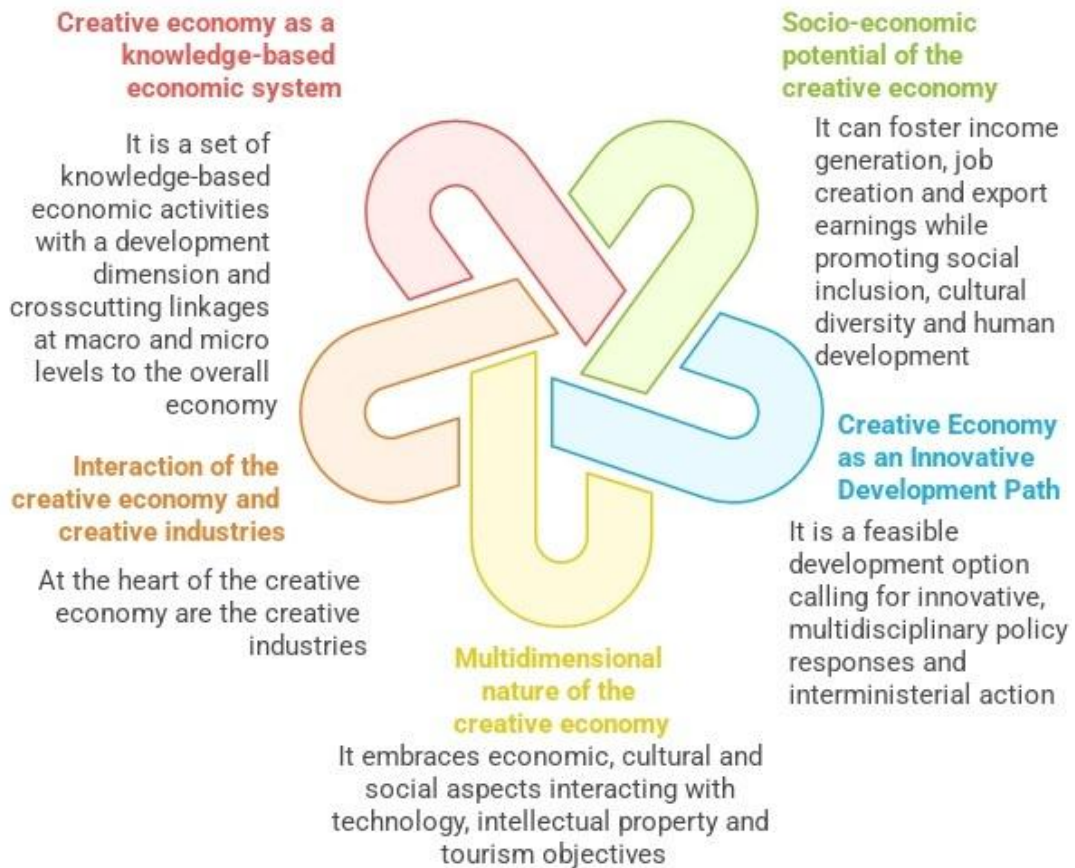 Creative economy as a
knowledge-based
economic system
It is a set of
knowledge-based
economic activities
with a development
dimension and
crosscutting linkages
at macro and micro
levels to the overall
economy
Socio-economic
potential of the
creative economy
It can foster income
generation, job
creation and export
earnings while
promoting social
inclusion, cultural
diversity and human
development
Interaction of the
creative economy and
creative industries
At the heart of the creative
economy are the creative
industries
Creative Economy
as an Innovative
Development Path
It is a feasible
development option
calling for innovative,
multidisciplinary policy
responses and
interministerial action
Multidimensional
nature of the
creative economy
It embraces economic, cultural and
social aspects interacting with
technology, intellectual property and
tourism objectives